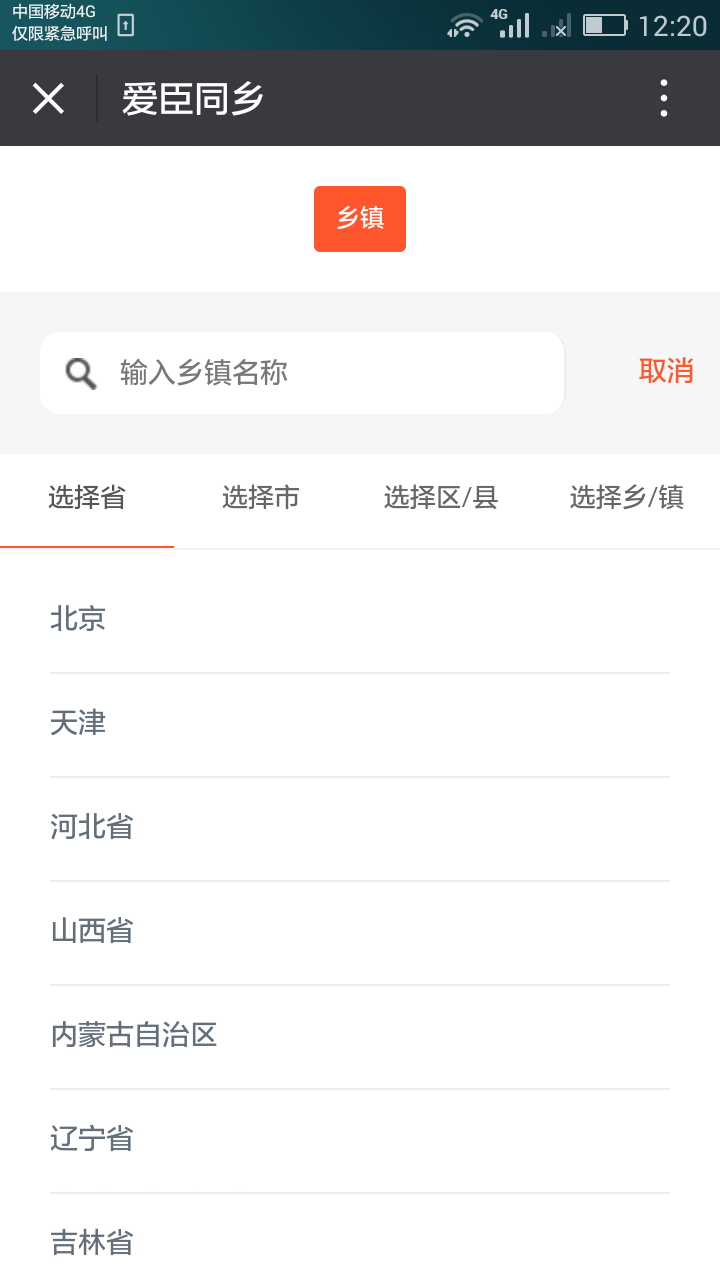 中国移动4G
仅限紧急呼叫
4G
12:20
爱臣同乡
乡镇
输入乡镇名称
取消
选择省 选择市 选择区/县 选择乡/镇
北京
天津
河北省
山西省
内蒙古自治区
辽宁省
吉林省